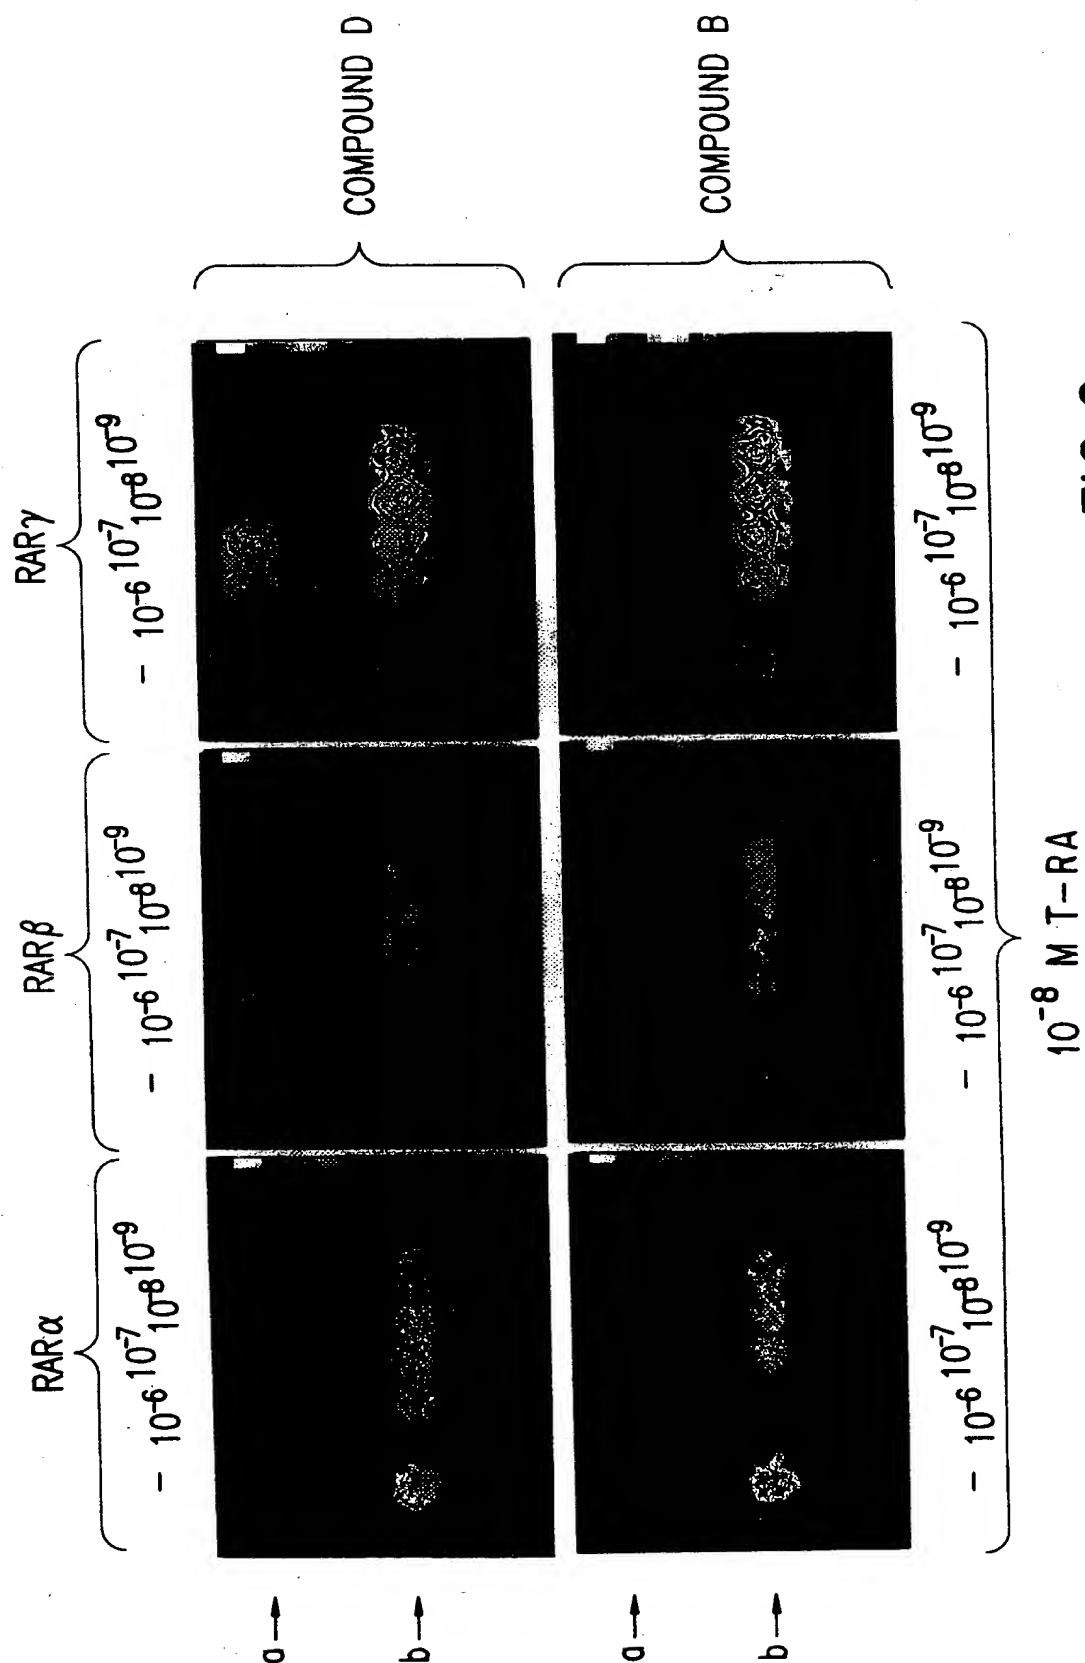 RARα RARβ RARγ
− 10⁻⁶ 10⁻⁷ 10⁻⁸ 10⁻⁹ − 10⁻⁶ 10⁻⁷ 10⁻⁸ 10⁻⁹ − 10⁻⁶ 10⁻⁷ 10⁻⁸ 10⁻⁹
a→
COMPOUND D
b→
a→
COMPOUND B
b→
− 10⁻⁶ 10⁻⁷ 10⁻⁸ 10⁻⁹ − 10⁻⁶ 10⁻⁷ 10⁻⁸ 10⁻⁹ − 10⁻⁶ 10⁻⁷ 10⁻⁸ 10⁻⁹
10⁻⁸ M T-RA